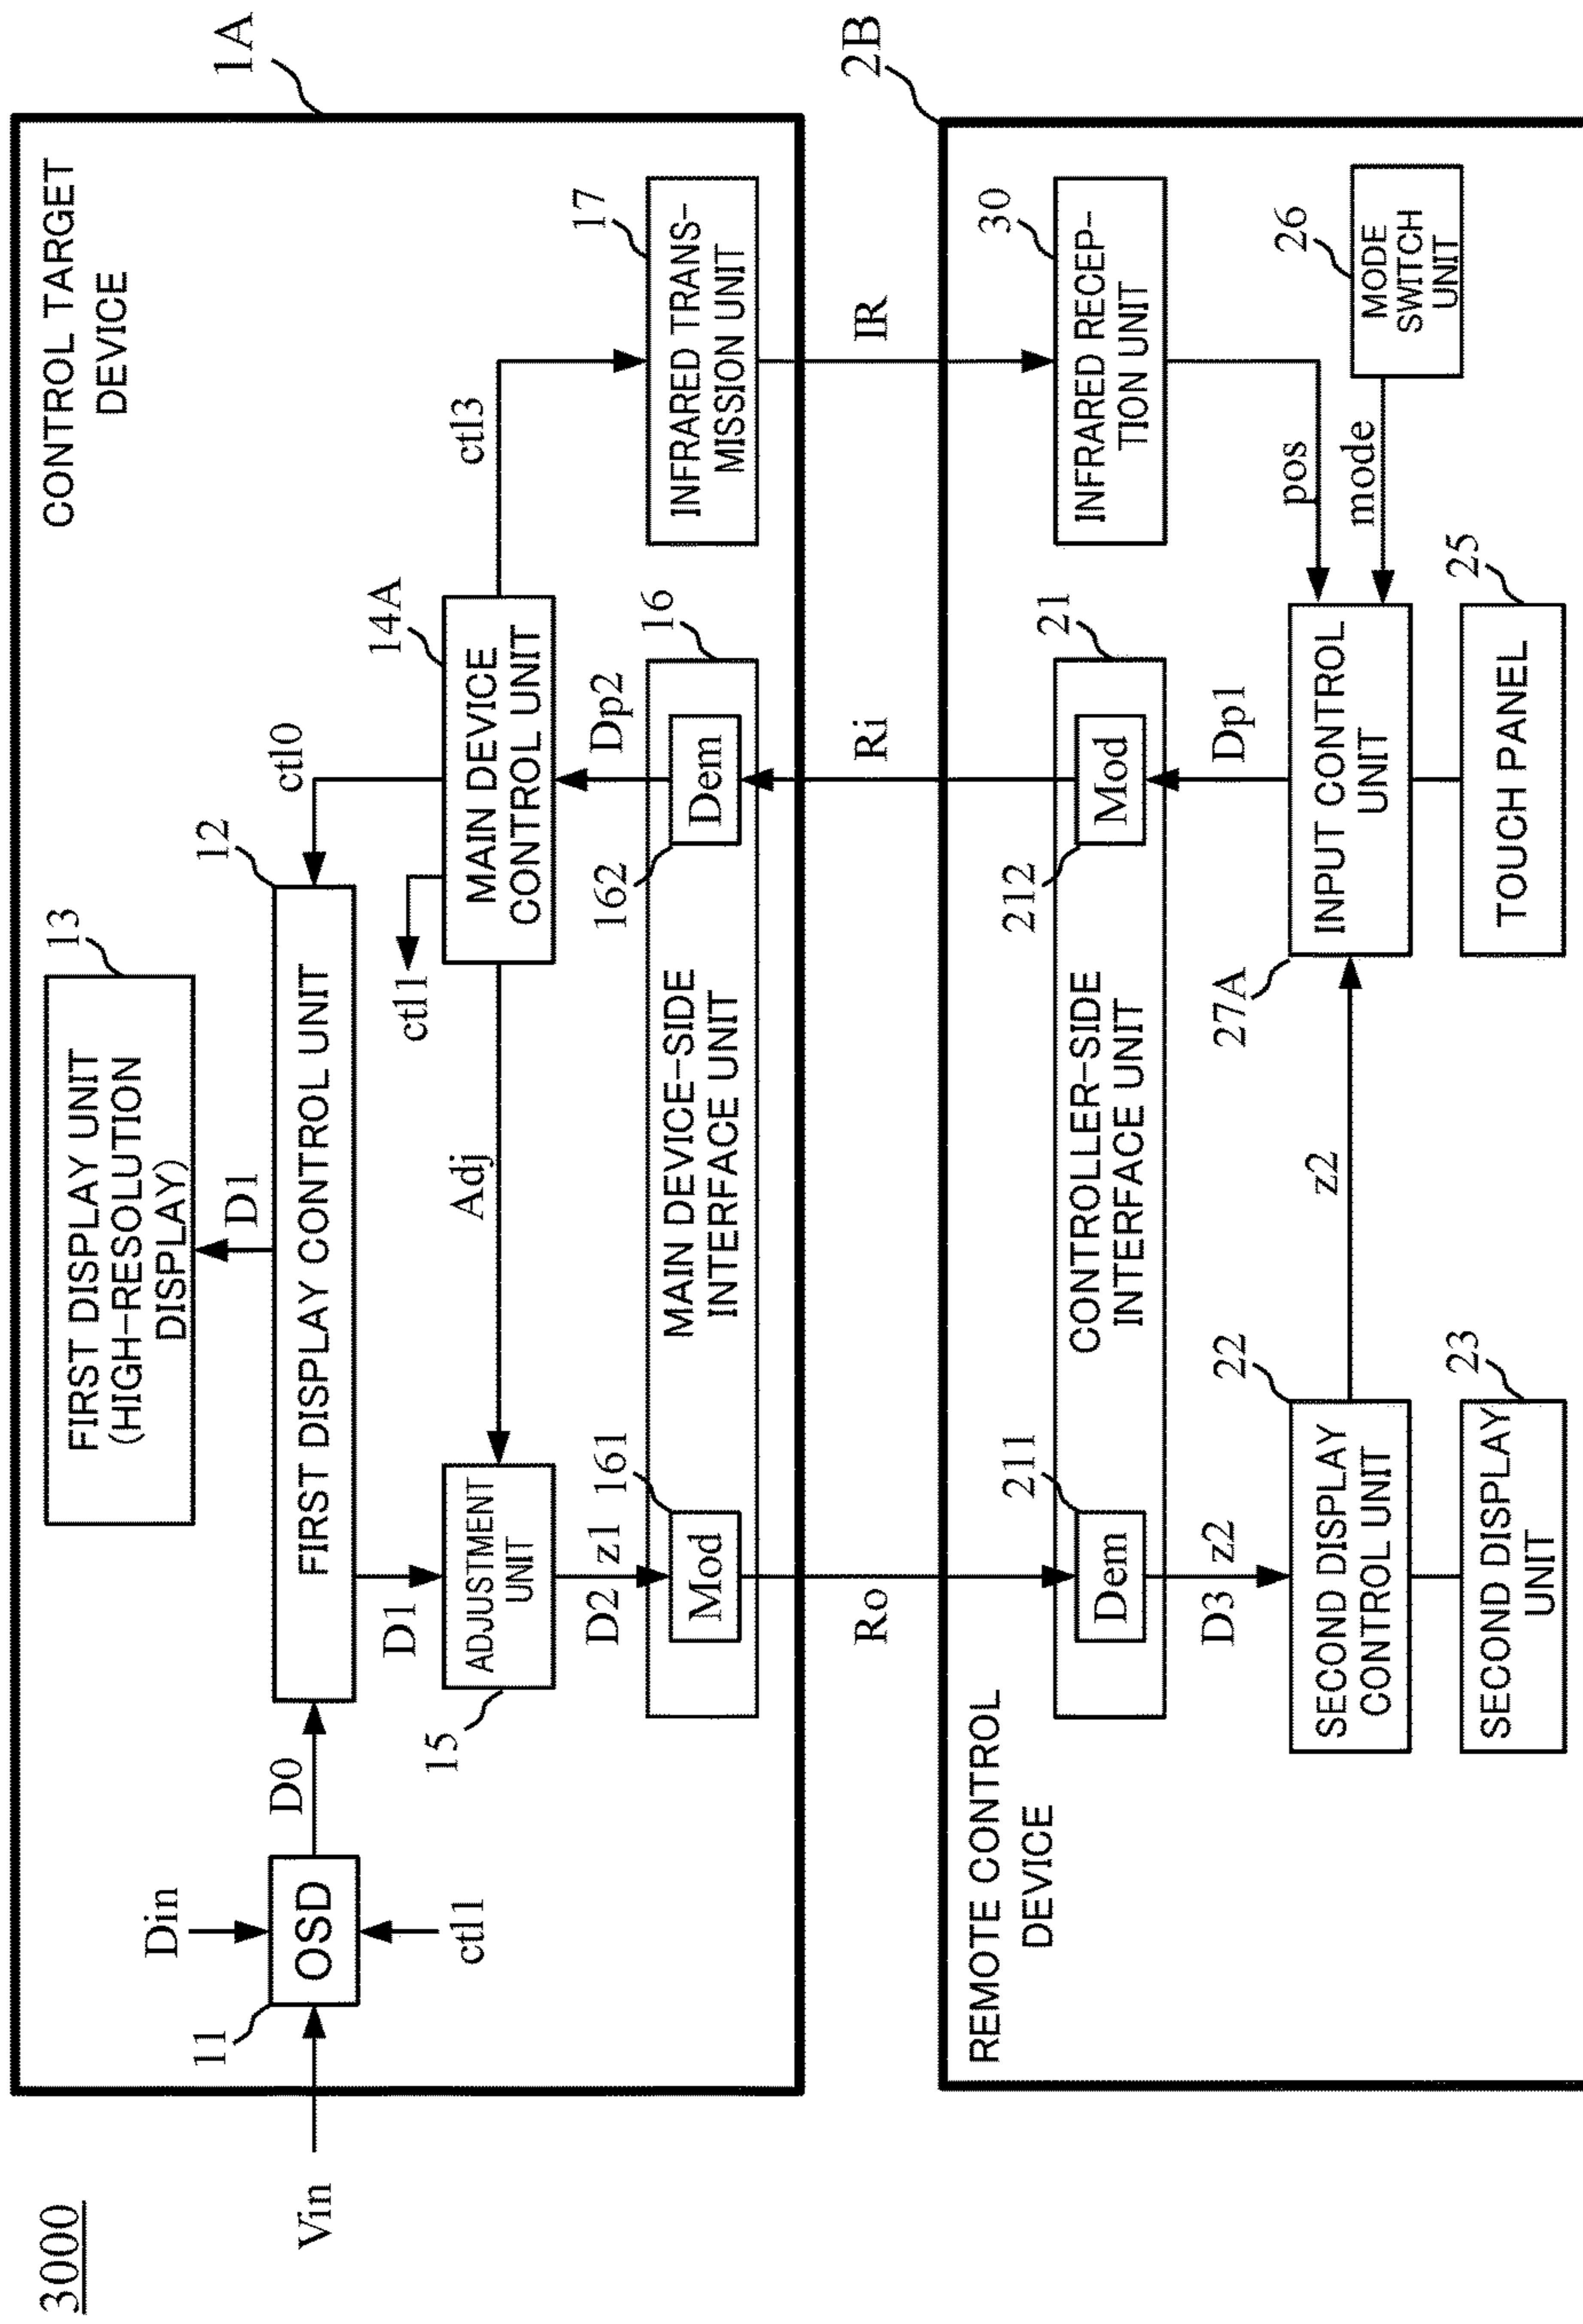 3000
CONTROL TARGET
DEVICE
1A
FIRST DISPLAY UNIT
(HIGH-RESOLUTION
DISPLAY)
13
D1
Vin
Din
OSD
11
ctl1
D0
FIRST DISPLAY CONTROL UNIT
12
ctl0
D1
ADJUSTMENT
UNIT
15
Adj
ctl1
MAIN DEVICE
CONTROL UNIT
14A
ctl3
D2
z1
161
Mod
MAIN DEVICE-SIDE
INTERFACE UNIT
162
Dem
Dp2
16
INFRARED TRANS-
MISSION UNIT
17
Ro
Ri
IR
REMOTE CONTROL
DEVICE
2B
211
Dem
CONTROLLER-SIDE
INTERFACE UNIT
212
Mod
21
INFRARED RECEP-
TION UNIT
30
D3
z2
Dp1
pos
mode
SECOND DISPLAY
CONTROL UNIT
22
z2
27A
INPUT CONTROL
UNIT
MODE
SWITCH
UNIT
26
SECOND DISPLAY
UNIT
23
TOUCH PANEL
25